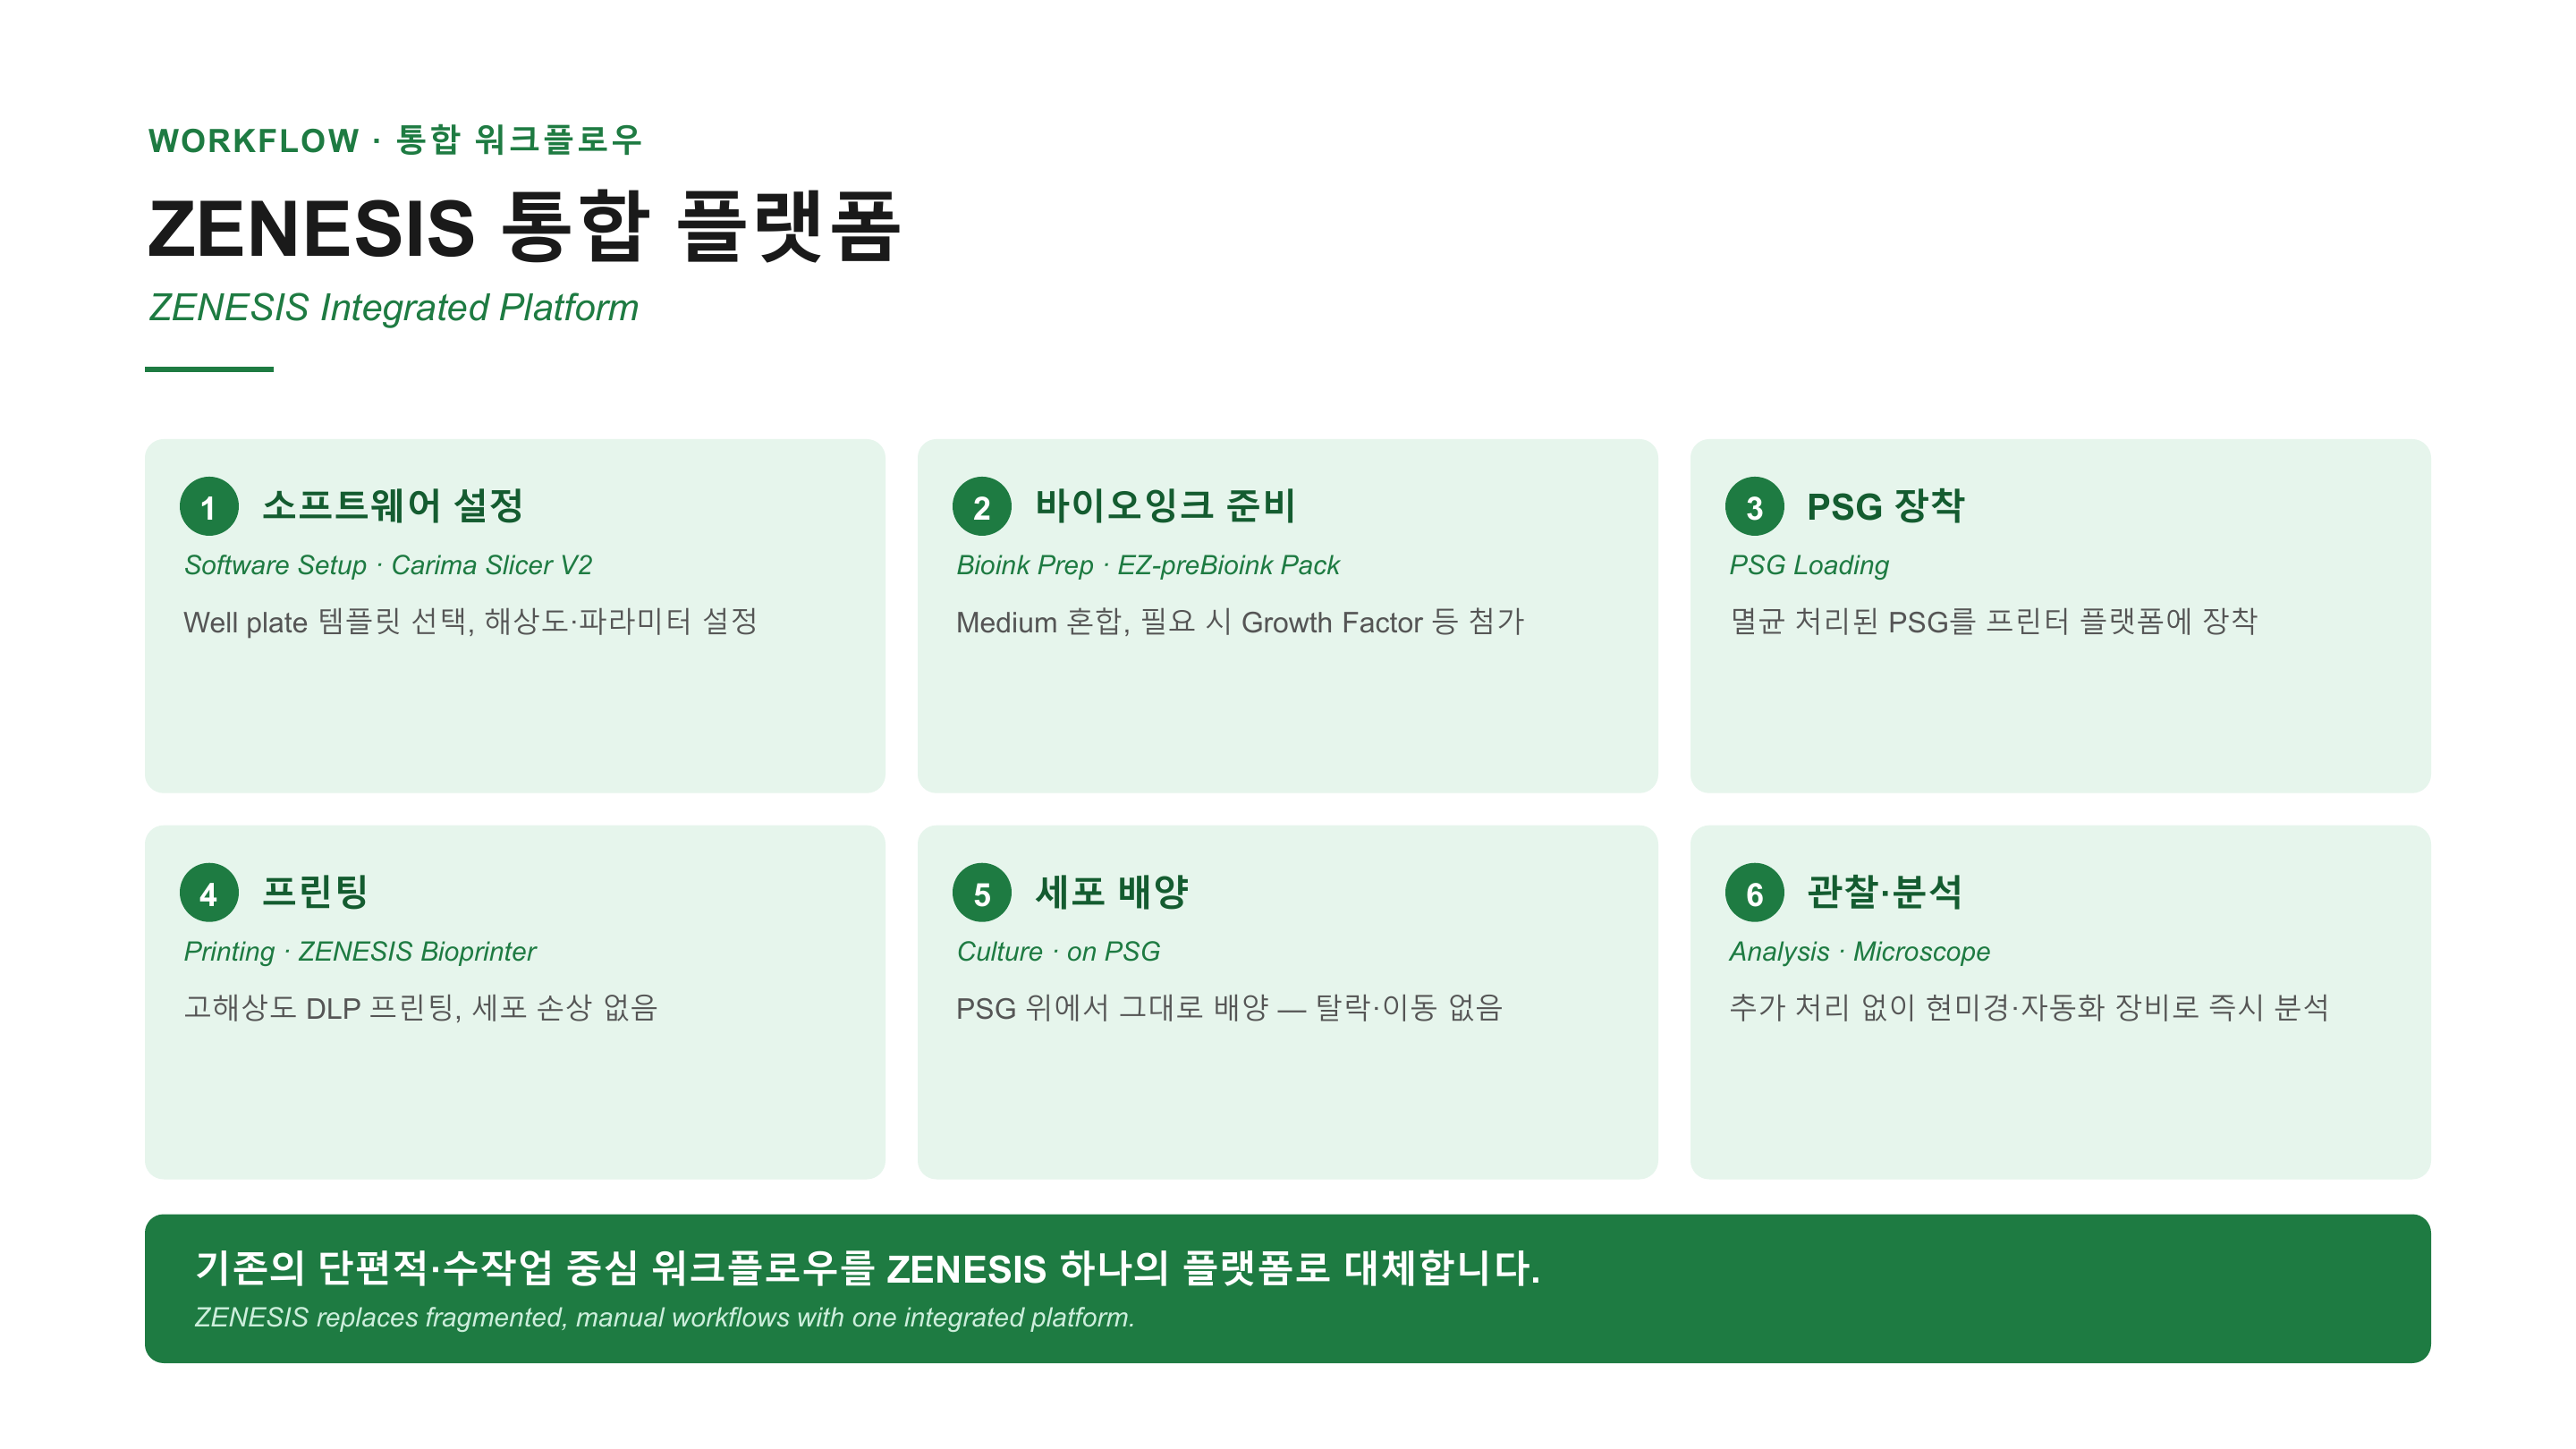 WORKFLOW · 통합 워크플로우
ZENESIS 통합 플랫폼
ZENESIS Integrated Platform
1 소프트웨어 설정
Software Setup · Carima Slicer V2
Well plate 템플릿 선택, 해상도·파라미터 설정
2 바이오잉크 준비
Bioink Prep · EZ-preBioink Pack
Medium 혼합, 필요 시 Growth Factor 등 첨가
3 PSG 장착
PSG Loading
멸균 처리된 PSG를 프린터 플랫폼에 장착
4 프린팅
Printing · ZENESIS Bioprinter
고해상도 DLP 프린팅, 세포 손상 없음
5 세포 배양
Culture · on PSG
PSG 위에서 그대로 배양 — 탈락·이동 없음
6 관찰·분석
Analysis · Microscope
추가 처리 없이 현미경·자동화 장비로 즉시 분석
기존의 단편적·수작업 중심 워크플로우를 ZENESIS 하나의 플랫폼로 대체합니다.
ZENESIS replaces fragmented, manual workflows with one integrated platform.